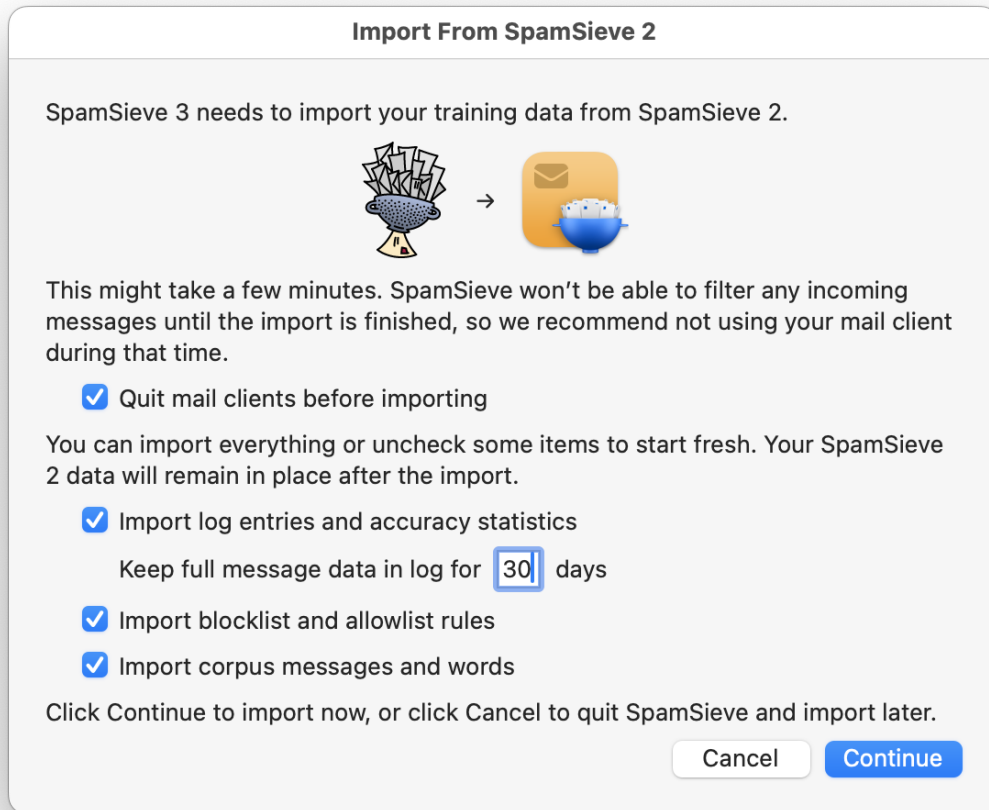 Import From SpamSieve 2
SpamSieve 3 needs to import your training data from SpamSieve 2.
→
This might take a few minutes. SpamSieve won’t be able to filter any incoming
messages until the import is finished, so we recommend not using your mail client
during that time.
Quit mail clients before importing
You can import everything or uncheck some items to start fresh. Your SpamSieve
2 data will remain in place after the import.
Import log entries and accuracy statistics
Keep full message data in log for 30 days
Import blocklist and allowlist rules
Import corpus messages and words
Click Continue to import now, or click Cancel to quit SpamSieve and import later.
Cancel Continue